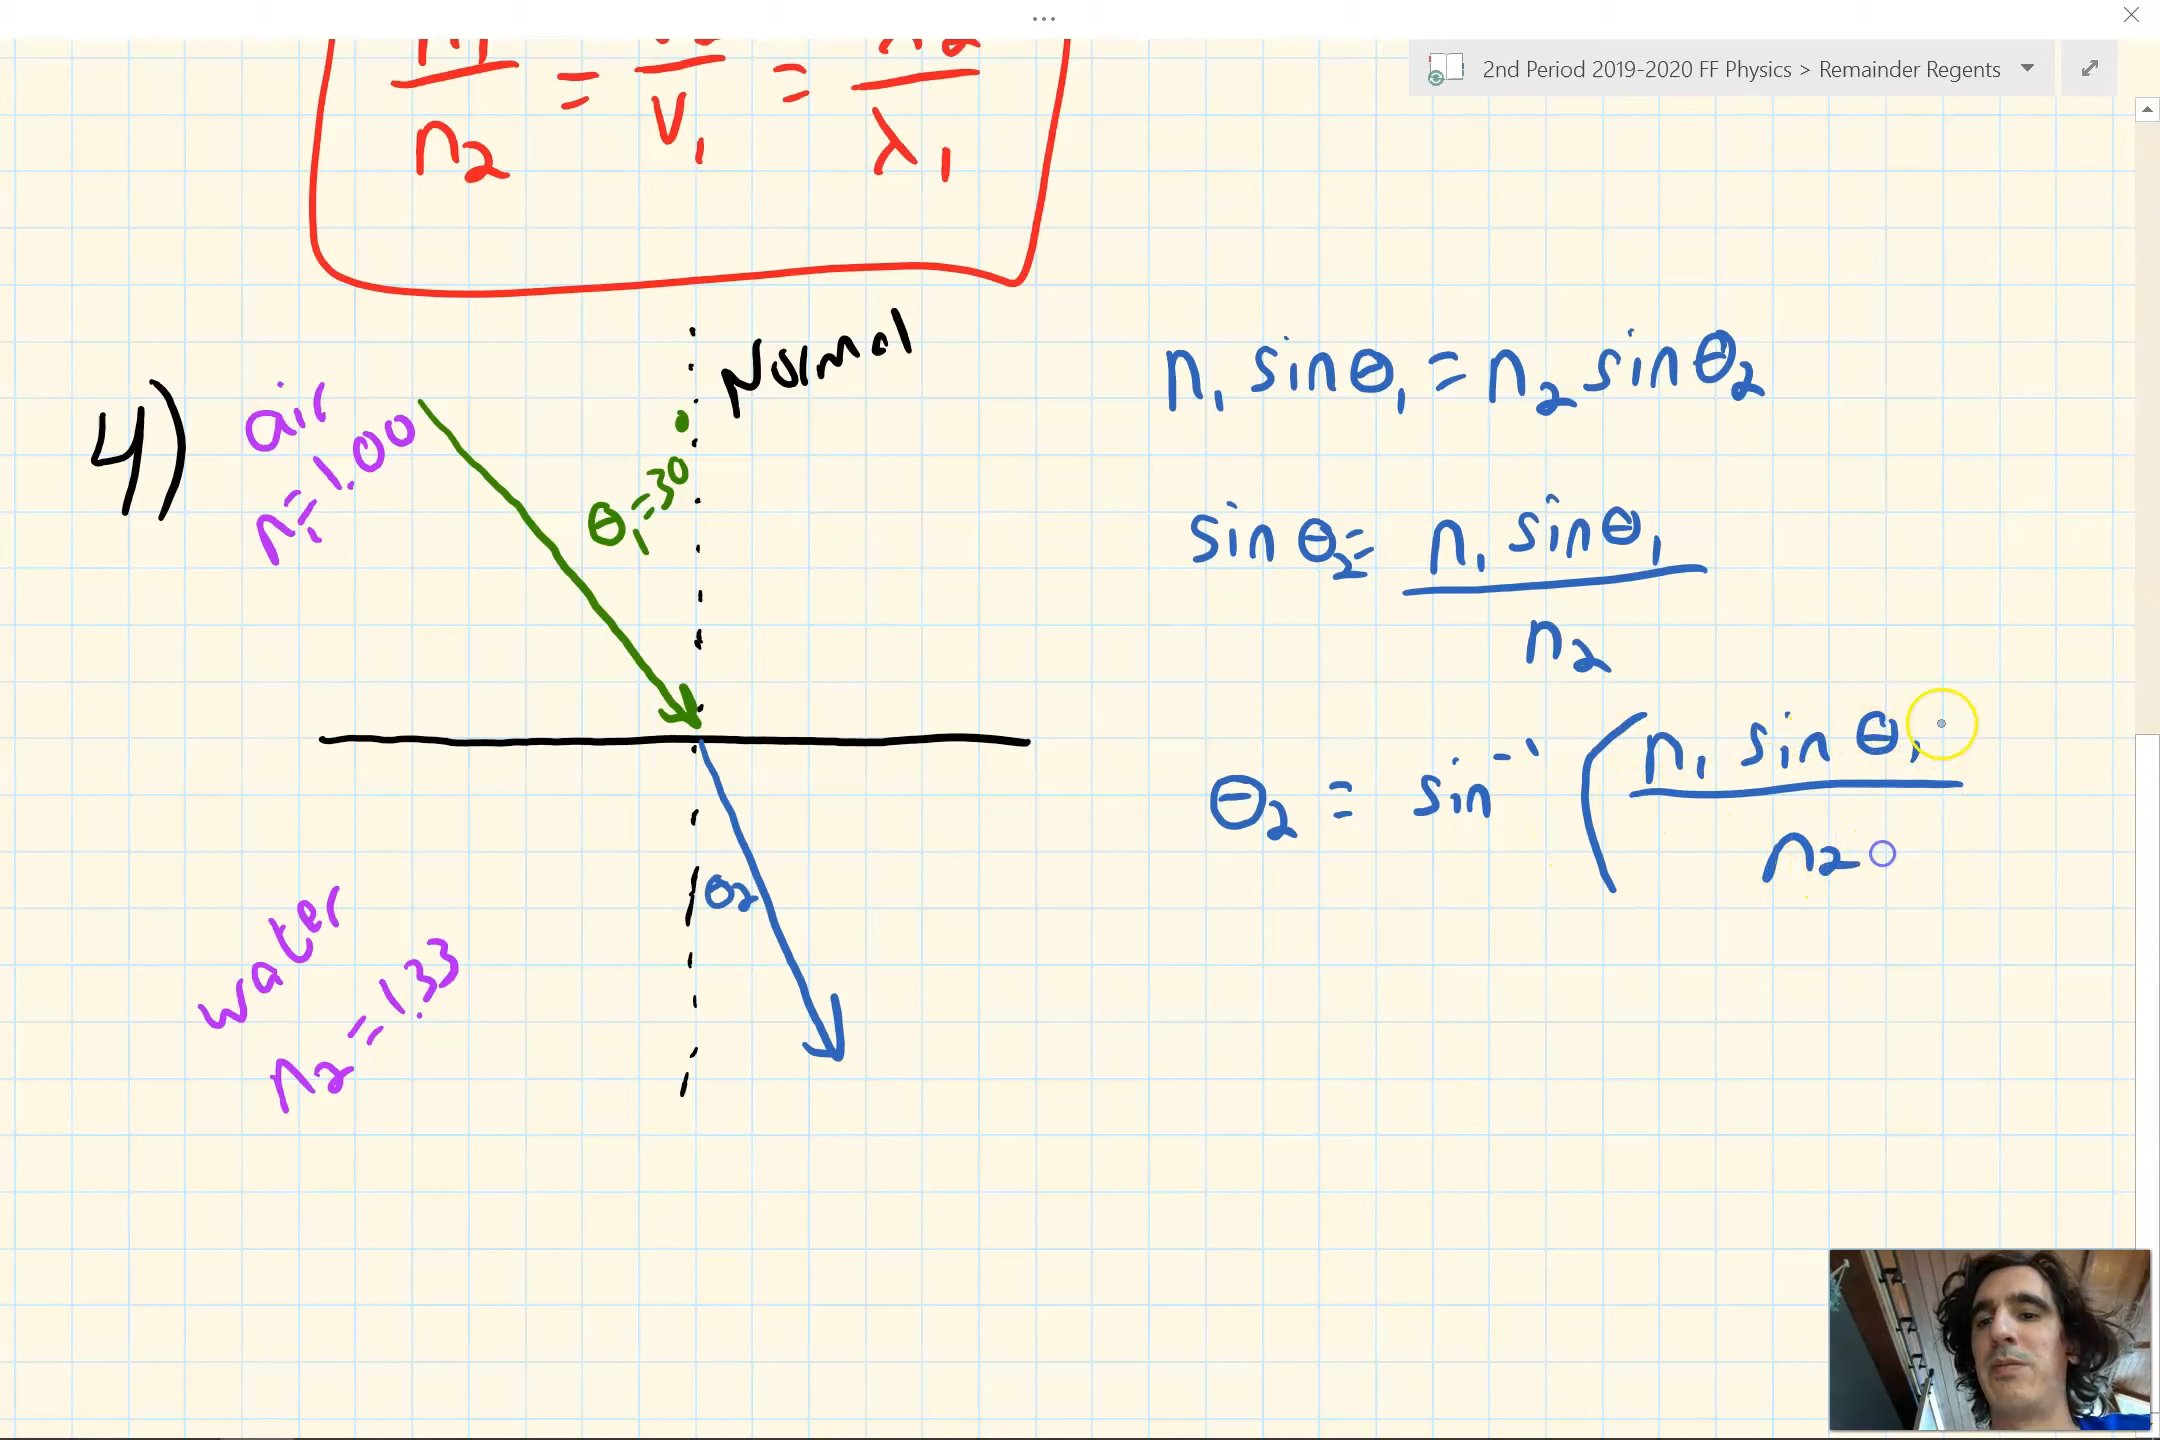 2nd Period 2019-2020 FF Physics > Remainder Regents
n₂ = v₁ = λ₁
4)
air
n₁=1.00
Normal
θ₁=30°
water
n₂=1.33
θ₂
n₁ sinθ₁ = n₂ sinθ₂
sin θ₂ = n₁ sinθ₁
n₂
θ₂ = sin⁻¹ ( n₁ sin θ₁
n₂